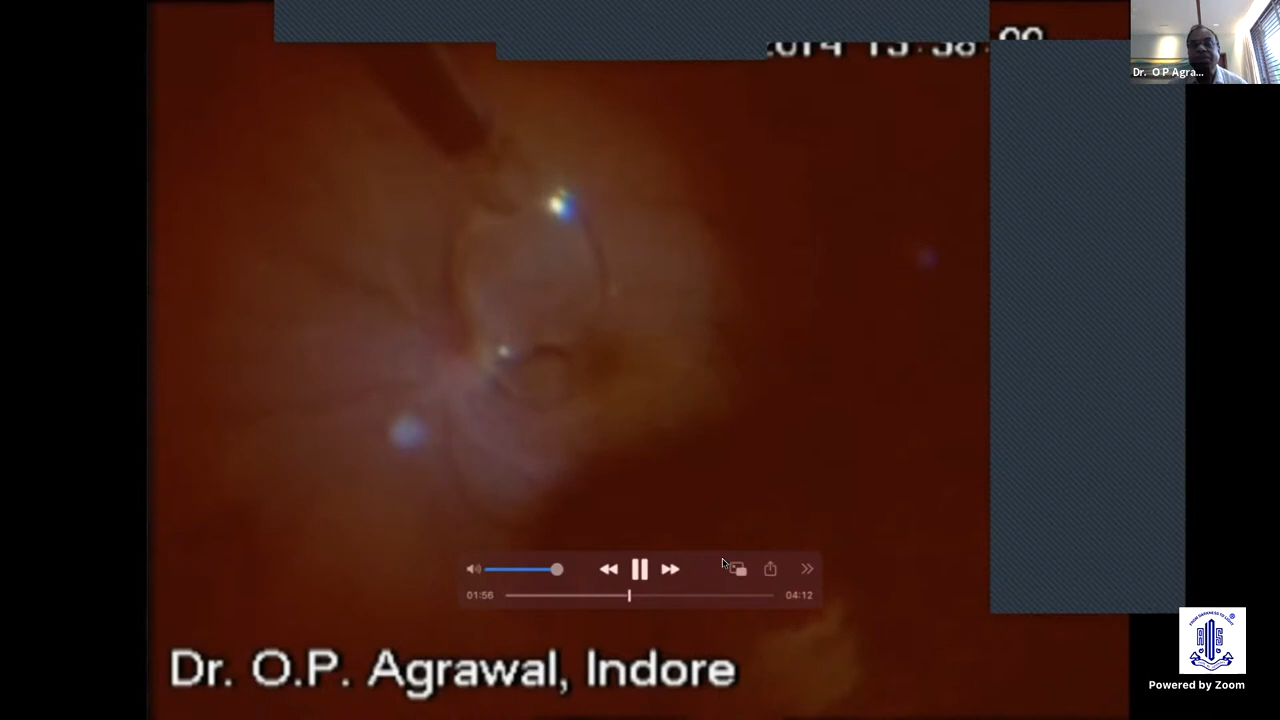 Dr. O P Agra...
01:56
04:12
Dr. O.P. Agrawal, Indore
Powered by Zoom